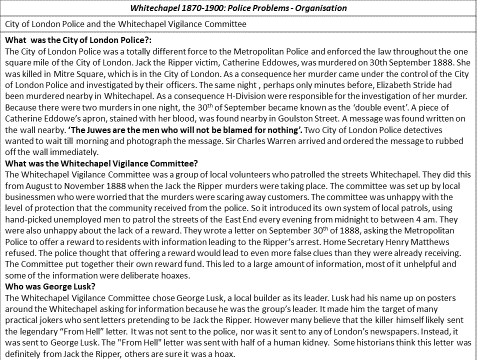 Whitechapel 1870-1900: Police Problems - Organisation
City of London Police and the Whitechapel Vigilance Committee
What was the City of London Police?:
The City of London Police was a totally different force to the Metropolitan Police and enforced the law throughout the one
square mile of the City of London. Jack the Ripper victim, Catherine Eddowes, was murdered on 30th September 1888. She
was killed in Mitre Square, which is in the City of London. As a consequence her murder came under the control of the City
of London Police and investigated by their officers. The same night , perhaps only minutes before, Elizabeth Stride had
been murdered nearby in Whitechapel. As a consequence H-Division were responsible for the investigation of her murder.
Because there were two murders in one night, the 30th of September became known as the 'double event'. A piece of
Catherine Eddowe's apron, stained with her blood, was found nearby in Goulston Street. A message was found written on
the wall nearby. 'The Juwes are the men who will not be blamed for nothing'. Two City of London Police detectives
wanted to wait till morning and photograph the message. Sir Charles Warren arrived and ordered the message to rubbed
off the wall immediately.
What was the Whitechapel Vigilance Committee?
The Whitechapel Vigilance Committee was a group of local volunteers who patrolled the streets Whitechapel. They did this
from August to November 1888 when the Jack the Ripper murders were taking place. The committee was set up by local
businessmen who were worried that the murders were scaring away customers. The committee was unhappy with the
level of protection that the community received from the police. So it introduced its own system of local patrols, using
hand-picked unemployed men to patrol the streets of the East End every evening from midnight to between 4 am. They
were also unhappy about the lack of a reward. They wrote a letter on September 30th of 1888, asking the Metropolitan
Police to offer a reward to residents with information leading to the Ripper's arrest. Home Secretary Henry Matthews
refused. The police thought that offering a reward would lead to even more false clues than they were already receiving.
The Committee put together their own reward fund. This led to a large amount of information, most of it unhelpful and
some of the information were deliberate hoaxes.
Who was George Lusk?
The Whitechapel Vigilance Committee chose George Lusk, a local builder as its leader. Lusk had his name up on posters
around the Whitechapel asking for information because he was the group's leader. It made him the target of many
practical jokers who sent letters pretending to be Jack the Ripper. However many believe that the killer himself likely sent
the legendary "From Hell" letter. It was not sent to the police, nor was it sent to any of London's newspapers. Instead, it
was sent to George Lusk. The "From Hell" letter was sent with half of a human kidney. Some historians think this letter was
definitely from Jack the Ripper, others are sure it was a hoax.